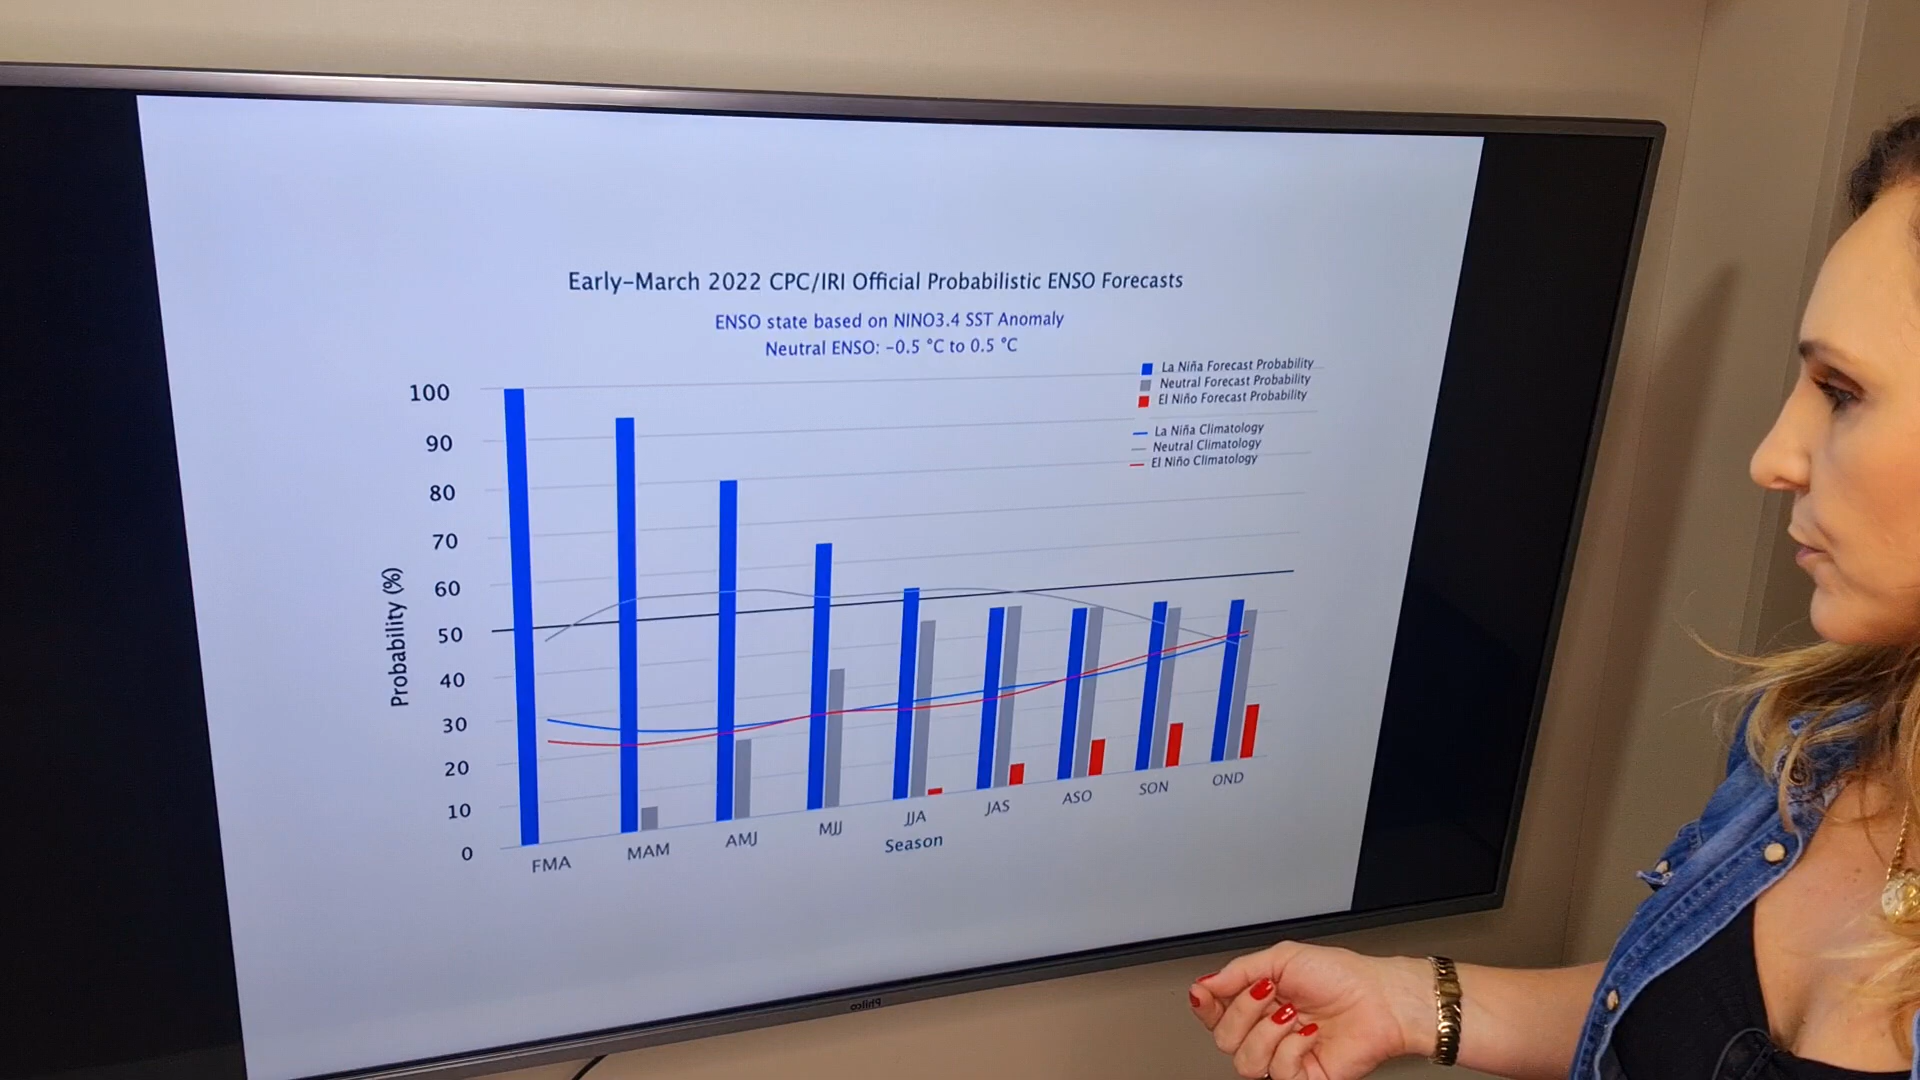 Early-March 2022 CPC/IRI Official Probabilistic ENSO Forecasts
ENSO state based on NINO3.4 SST Anomaly
Neutral ENSO: -0.5 °C to 0.5 °C
La Niña Forecast Probability
Neutral Forecast Probability
El Niño Forecast Probability
La Niña Climatology
Neutral Climatology
El Niño Climatology
Probability (%)
100
90
80
70
60
50
40
30
20
10
0
FMA
MAM
AMJ
MJJ
JJA
JAS
ASO
SON
OND
Season
Philco